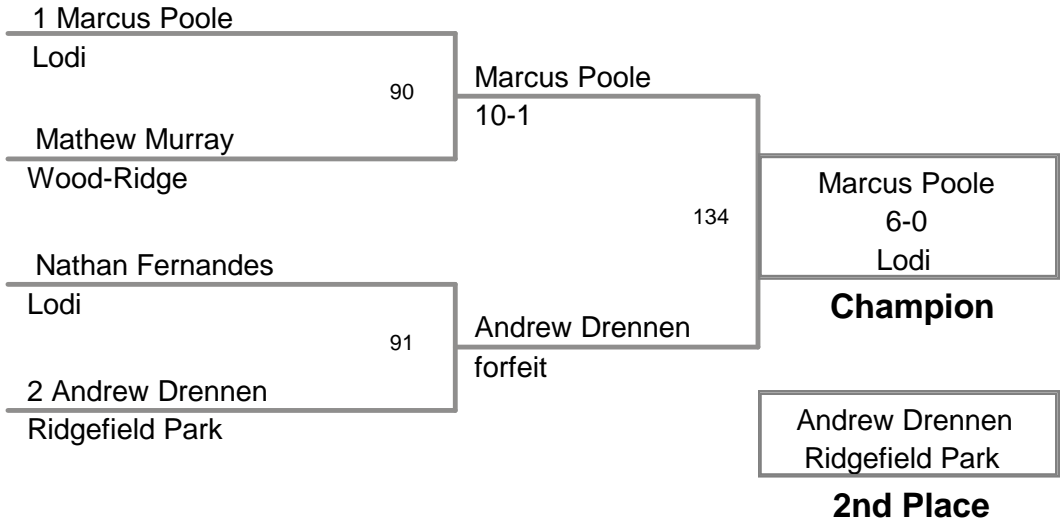 1 Marcus Poole
Lodi
90
Mathew Murray
Wood-Ridge
Marcus Poole
10-1
Nathan Fernandes
Lodi
91
2 Andrew Drennen
Ridgefield Park
Andrew Drennen
forfeit
134
Marcus Poole
6-0
Lodi
Champion
Andrew Drennen
Ridgefield Park
2nd Place